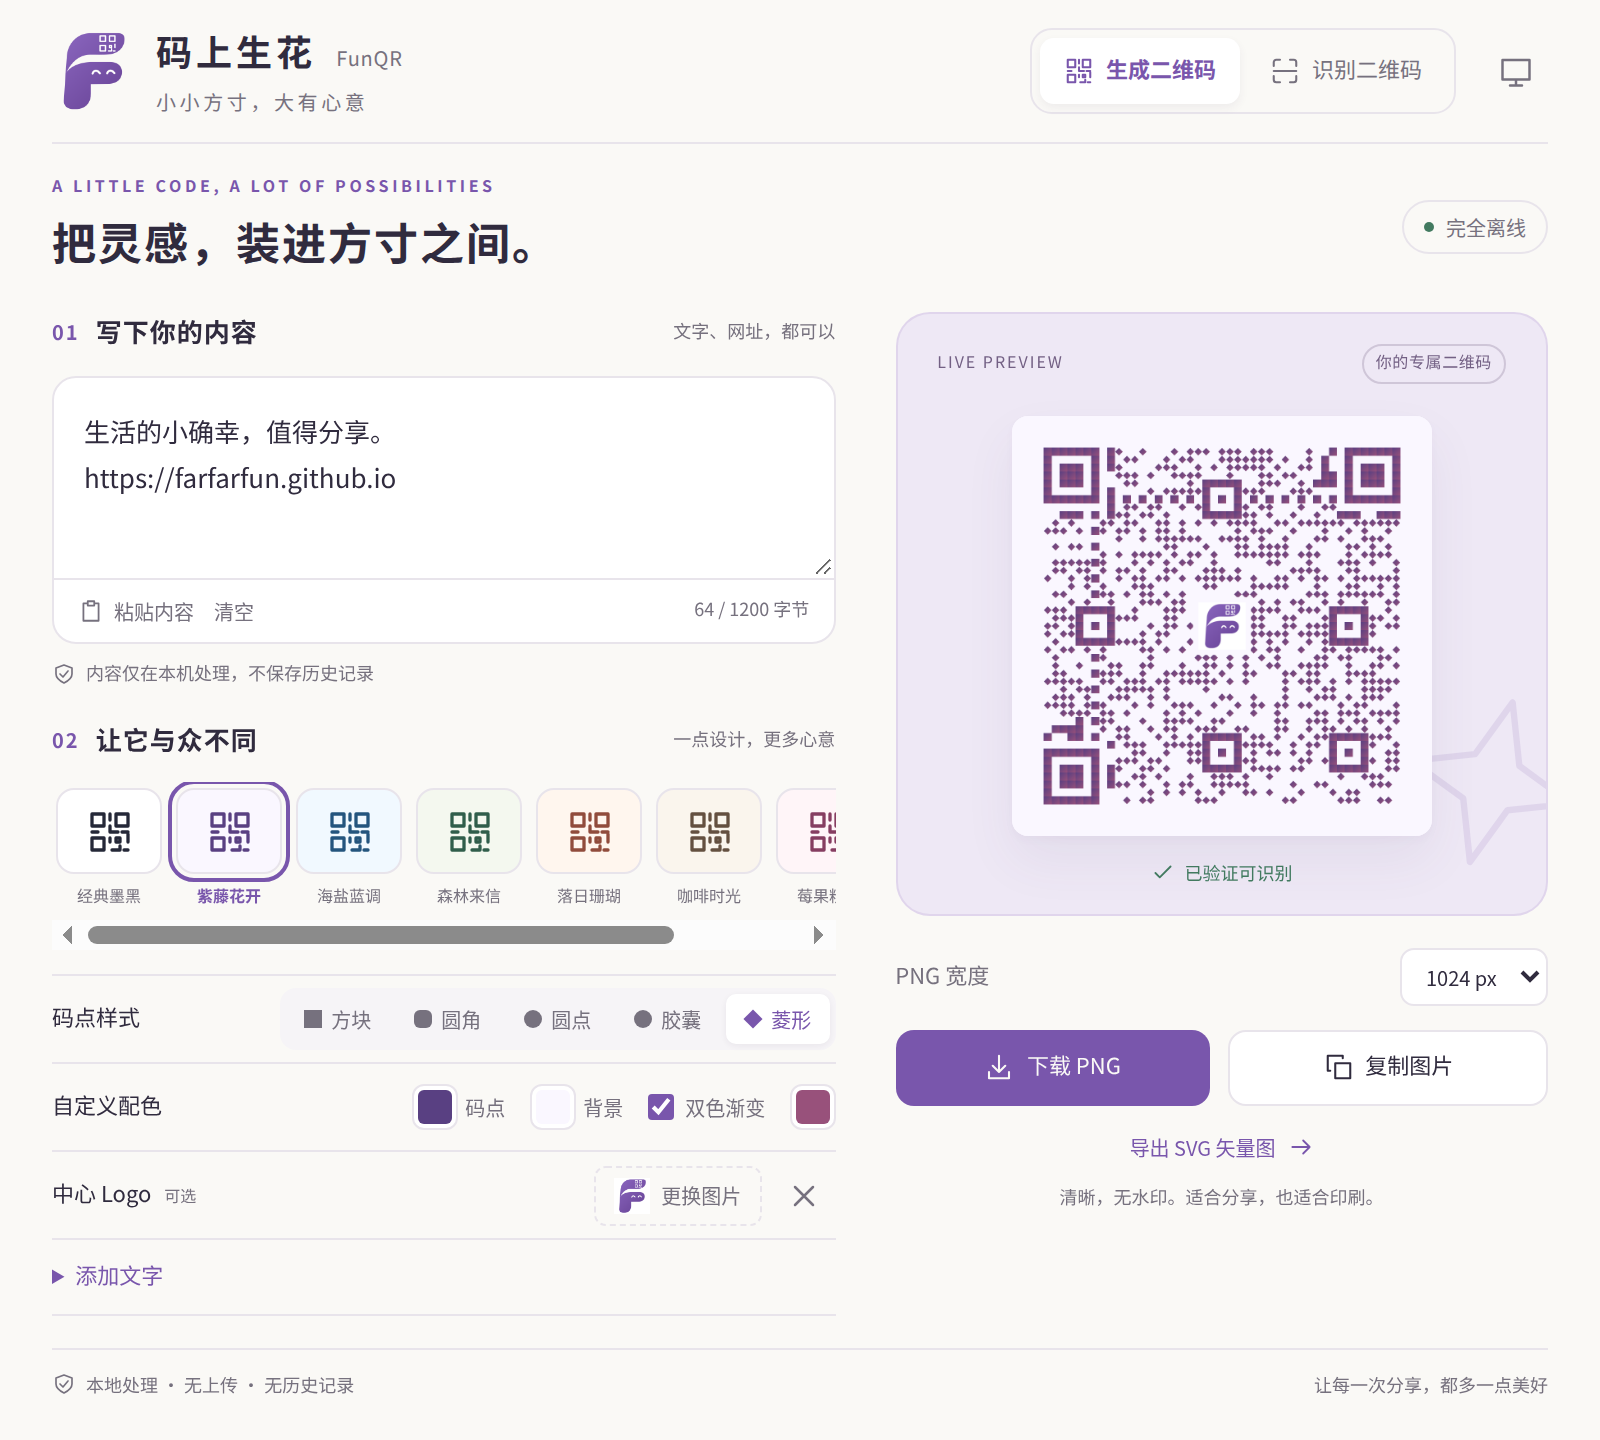 码上生花 FunQR
小小方寸，大有心意
生成二维码
识别二维码
A LITTLE CODE, A LOT OF POSSIBILITIES
把灵感，装进方寸之间。
完全离线
01 写下你的内容
文字、网址，都可以
生活的小确幸，值得分享。
https://farfarfun.github.io
粘贴内容 清空
64 / 1200 字节
内容仅在本机处理，不保存历史记录
02 让它与众不同
一点设计，更多心意
经典墨黑 紫藤花开 海盐蓝调 森林来信 落日珊瑚 咖啡时光 莓果
码点样式 方块 圆角 圆点 胶囊 菱形
自定义配色 码点 背景 双色渐变
中心 Logo 可选 更换图片
添加文字
LIVE PREVIEW
你的专属二维码
已验证可识别
PNG 宽度
1024 px
下载 PNG
复制图片
导出 SVG 矢量图
清晰，无水印。适合分享，也适合印刷。
本地处理 · 无上传 · 无历史记录
让每一次分享，都多一点美好